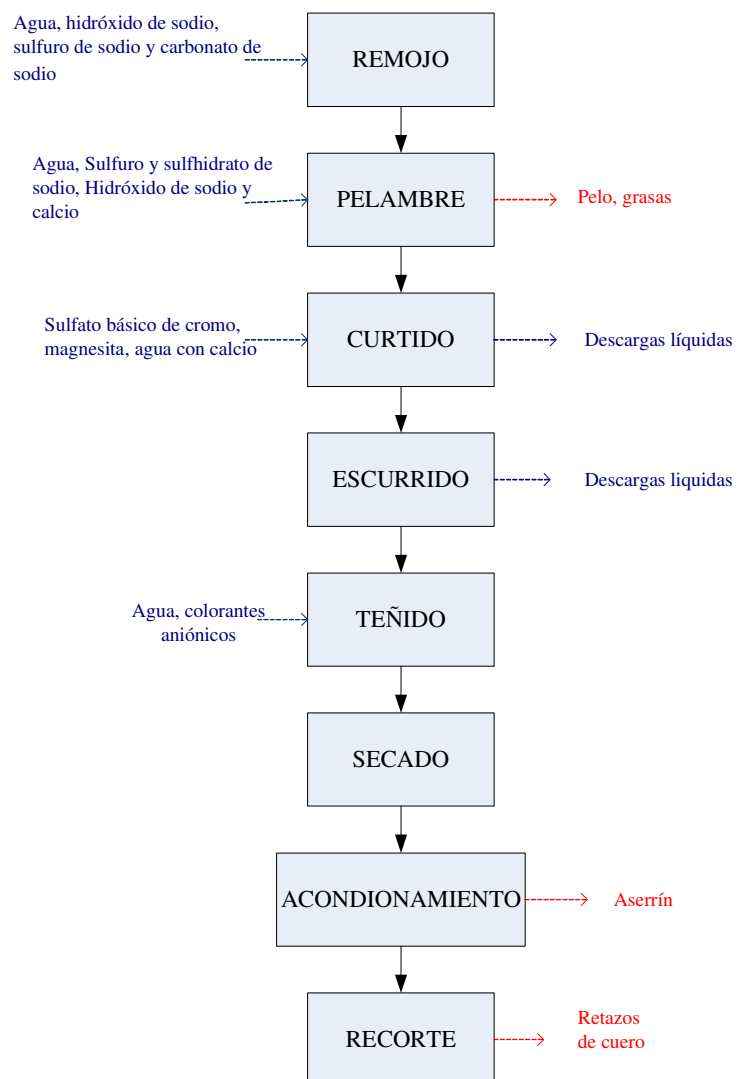 Agua, hidróxido de sodio,
sulfuro de sodio y carbonato de
sodio
REMOJO
Agua, Sulfuro y sulfhidrato de
sodio, Hidróxido de sodio y
calcio
PELAMBRE
Pelo, grasas
Sulfato básico de cromo,
magnesita, agua con calcio
CURTIDO
Descargas líquidas
ESCURRIDO
Descargas liquidas
Agua, colorantes
aniónicos
TEÑIDO
SECADO
ACONDIONAMIENTO
Aserrín
RECORTE
Retazos
de cuero